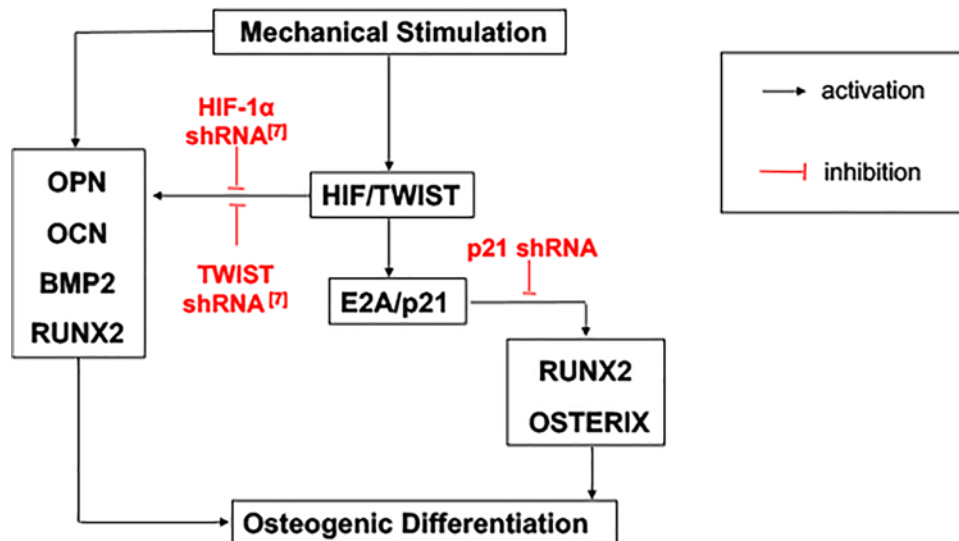 Mechanical Stimulation
activation
inhibition
HIF-1α
shRNA[7]
OPN
OCN
BMP2
RUNX2
HIF/TWIST
TWIST
shRNA[7]
p21 shRNA
E2A/p21
RUNX2
OSTERIX
Osteogenic Differentiation